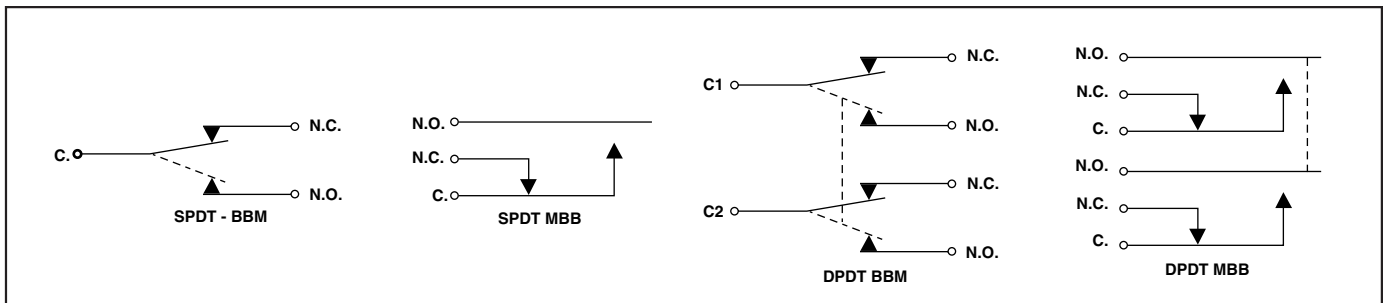 C.
N.C.
N.O.
SPDT - BBM
N.O.
N.C.
C.
SPDT MBB
C1
N.C.
N.O.
C2
N.C.
N.O.
DPDT BBM
N.O.
N.C.
C.
N.O.
N.C.
C.
DPDT MBB